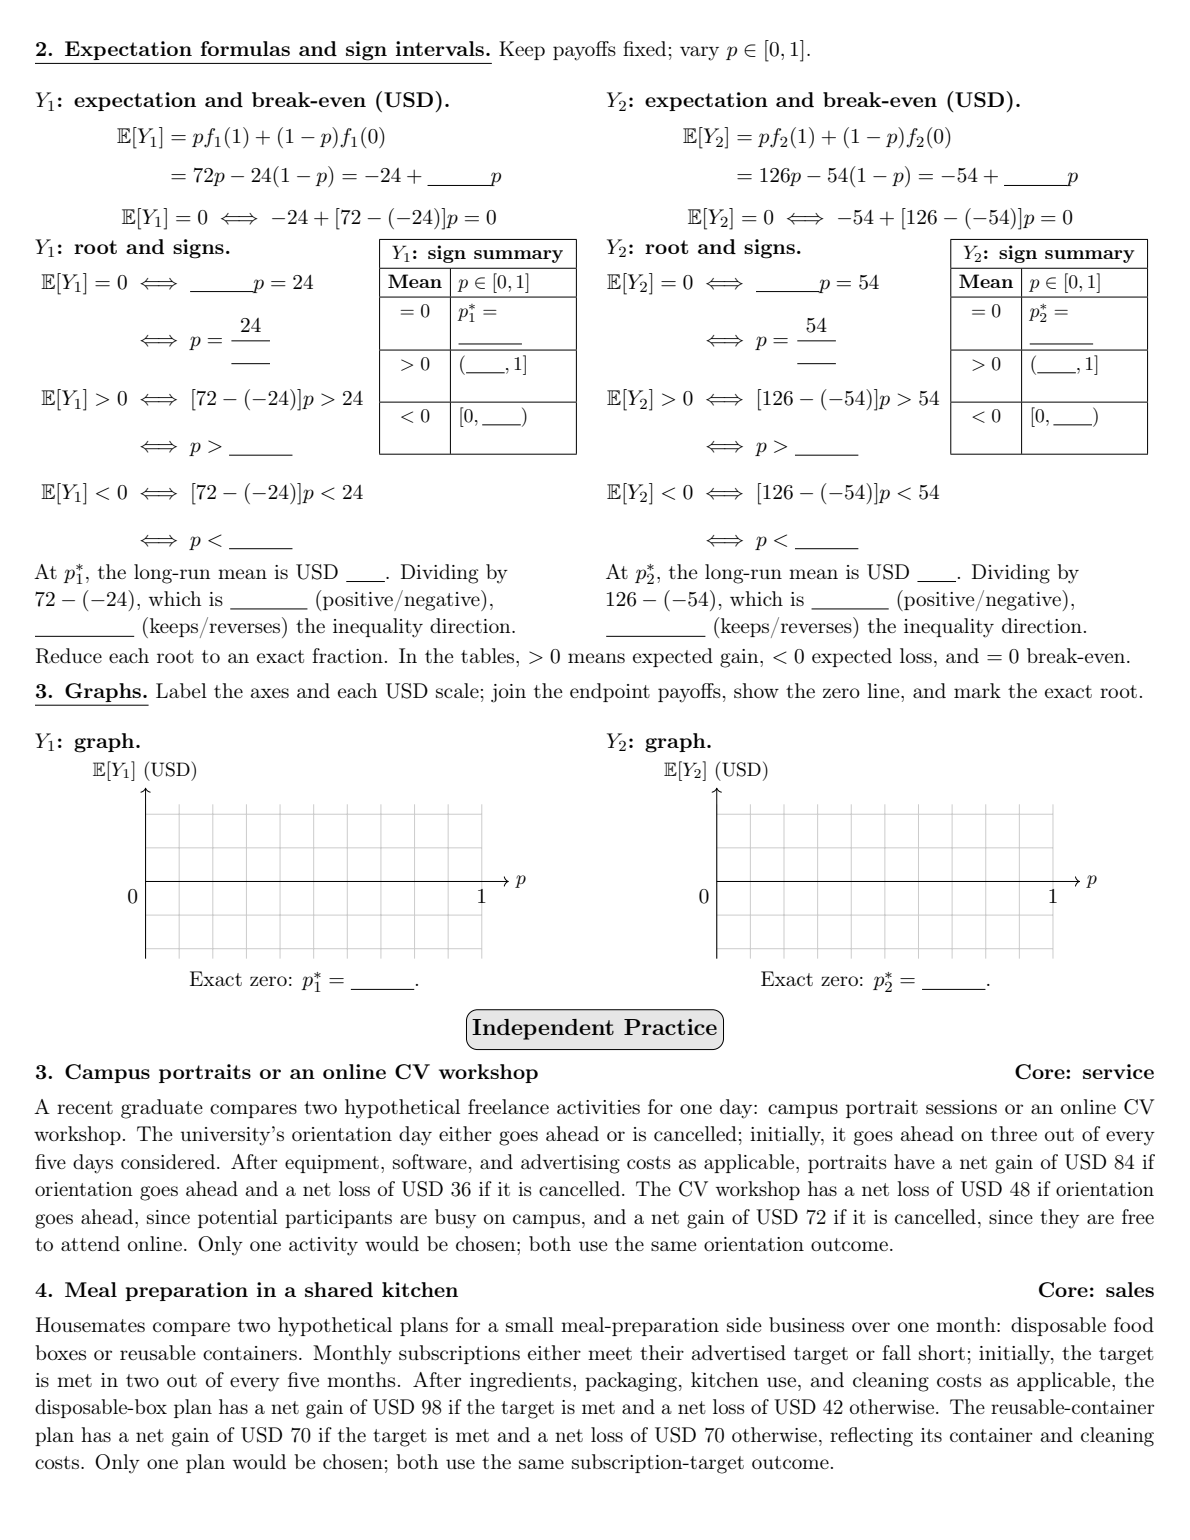 2. Expectation formulas and sign intervals. Keep payoffs fixed; vary p ∈ [0, 1].
Y₁: expectation and break-even (USD).
𝔼[Y₁] = pf₁(1) + (1 − p)f₁(0)
= 72p − 24(1 − p) = −24 + ______p
𝔼[Y₁] = 0 ⟺ −24 + [72 − (−24)]p = 0
Y₁: root and signs.
𝔼[Y₁] = 0 ⟺ ______p = 24
⟺ p = 24/____
𝔼[Y₁] > 0 ⟺ [72 − (−24)]p > 24
⟺ p > ______
𝔼[Y₁] < 0 ⟺ [72 − (−24)]p < 24
⟺ p < ______
Y₁: sign summary
Mean p ∈ [0, 1]
= 0 p₁* =
______
> 0 (____, 1]
< 0 [0, ____)
At p₁*, the long-run mean is USD ____. Dividing by
72 − (−24), which is ________ (positive/negative),
__________ (keeps/reverses) the inequality direction.
Y₂: expectation and break-even (USD).
𝔼[Y₂] = pf₂(1) + (1 − p)f₂(0)
= 126p − 54(1 − p) = −54 + ______p
𝔼[Y₂] = 0 ⟺ −54 + [126 − (−54)]p = 0
Y₂: root and signs.
𝔼[Y₂] = 0 ⟺ ______p = 54
⟺ p = 54/____
𝔼[Y₂] > 0 ⟺ [126 − (−54)]p > 54
⟺ p > ______
𝔼[Y₂] < 0 ⟺ [126 − (−54)]p < 54
⟺ p < ______
Y₂: sign summary
Mean p ∈ [0, 1]
= 0 p₂* =
______
> 0 (____, 1]
< 0 [0, ____)
At p₂*, the long-run mean is USD ____. Dividing by
126 − (−54), which is ________ (positive/negative),
__________ (keeps/reverses) the inequality direction.
Reduce each root to an exact fraction. In the tables, > 0 means expected gain, < 0 expected loss, and = 0 break-even.
3. Graphs. Label the axes and each USD scale; join the endpoint payoffs, show the zero line, and mark the exact root.
Y₁: graph.
𝔼[Y₁] (USD)
p
0 1
Exact zero: p₁* = ______.
Y₂: graph.
𝔼[Y₂] (USD)
p
0 1
Exact zero: p₂* = ______.
Independent Practice
3. Campus portraits or an online CV workshop Core: service
A recent graduate compares two hypothetical freelance activities for one day: campus portrait sessions or an online CV
workshop. The university's orientation day either goes ahead or is cancelled; initially, it goes ahead on three out of every
five days considered. After equipment, software, and advertising costs as applicable, portraits have a net gain of USD 84 if
orientation goes ahead and a net loss of USD 36 if it is cancelled. The CV workshop has a net loss of USD 48 if orientation
goes ahead, since potential participants are busy on campus, and a net gain of USD 72 if it is cancelled, since they are free
to attend online. Only one activity would be chosen; both use the same orientation outcome.
4. Meal preparation in a shared kitchen Core: sales
Housemates compare two hypothetical plans for a small meal-preparation side business over one month: disposable food
boxes or reusable containers. Monthly subscriptions either meet their advertised target or fall short; initially, the target
is met in two out of every five months. After ingredients, packaging, kitchen use, and cleaning costs as applicable, the
disposable-box plan has a net gain of USD 98 if the target is met and a net loss of USD 42 otherwise. The reusable-container
plan has a net gain of USD 70 if the target is met and a net loss of USD 70 otherwise, reflecting its container and cleaning
costs. Only one plan would be chosen; both use the same subscription-target outcome.